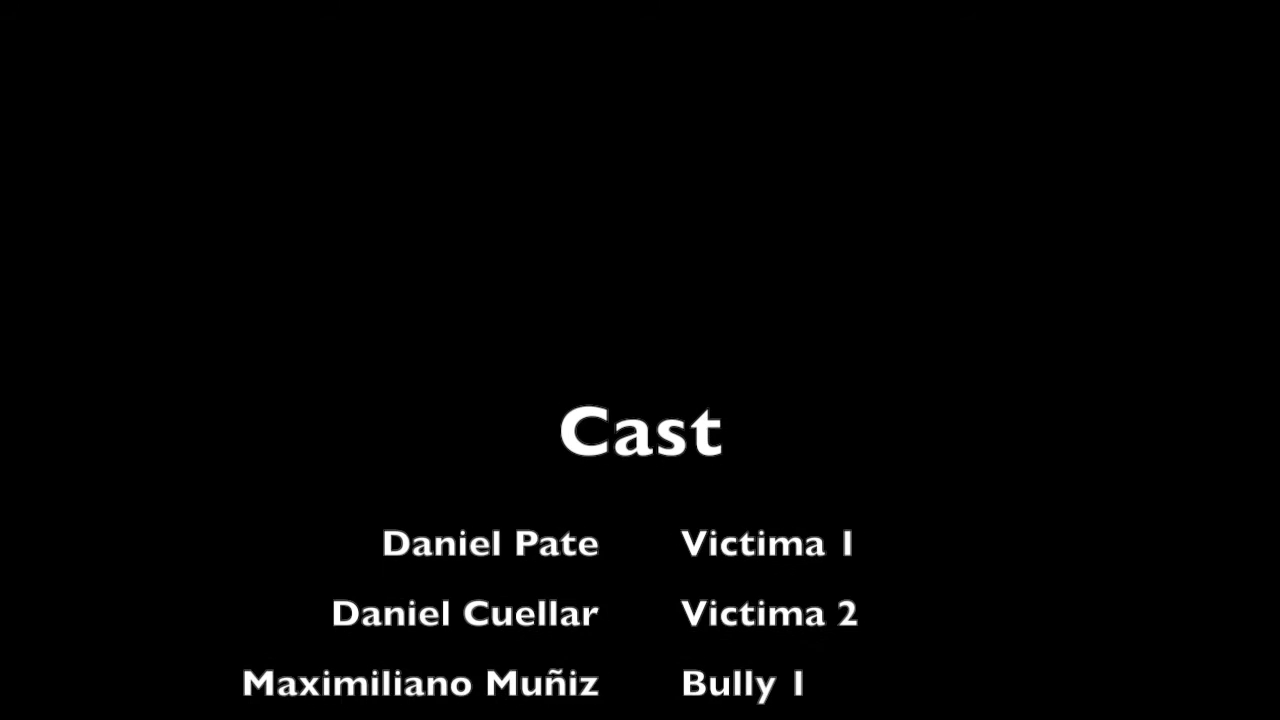 Cast
Daniel Pate Victima 1
Daniel Cuellar Victima 2
Maximiliano Muñiz Bully 1